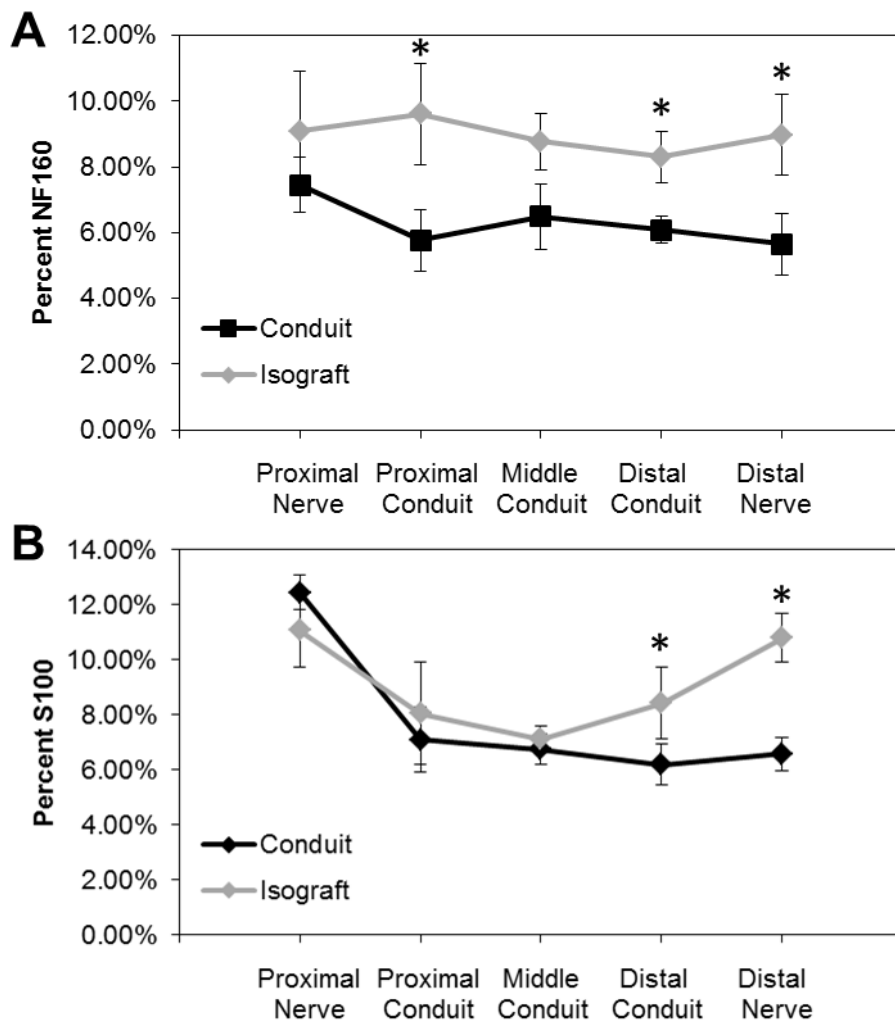 A
12.00%
10.00%
8.00%
6.00%
4.00%
2.00%
0.00%
Percent NF160
*
*
*
Conduit
Isograft
Proximal Proximal Middle Distal Distal
Nerve Conduit Conduit Conduit Nerve
B
14.00%
12.00%
10.00%
8.00%
6.00%
4.00%
2.00%
0.00%
Percent S100
*
*
Conduit
Isograft
Proximal Proximal Middle Distal Distal
Nerve Conduit Conduit Conduit Nerve